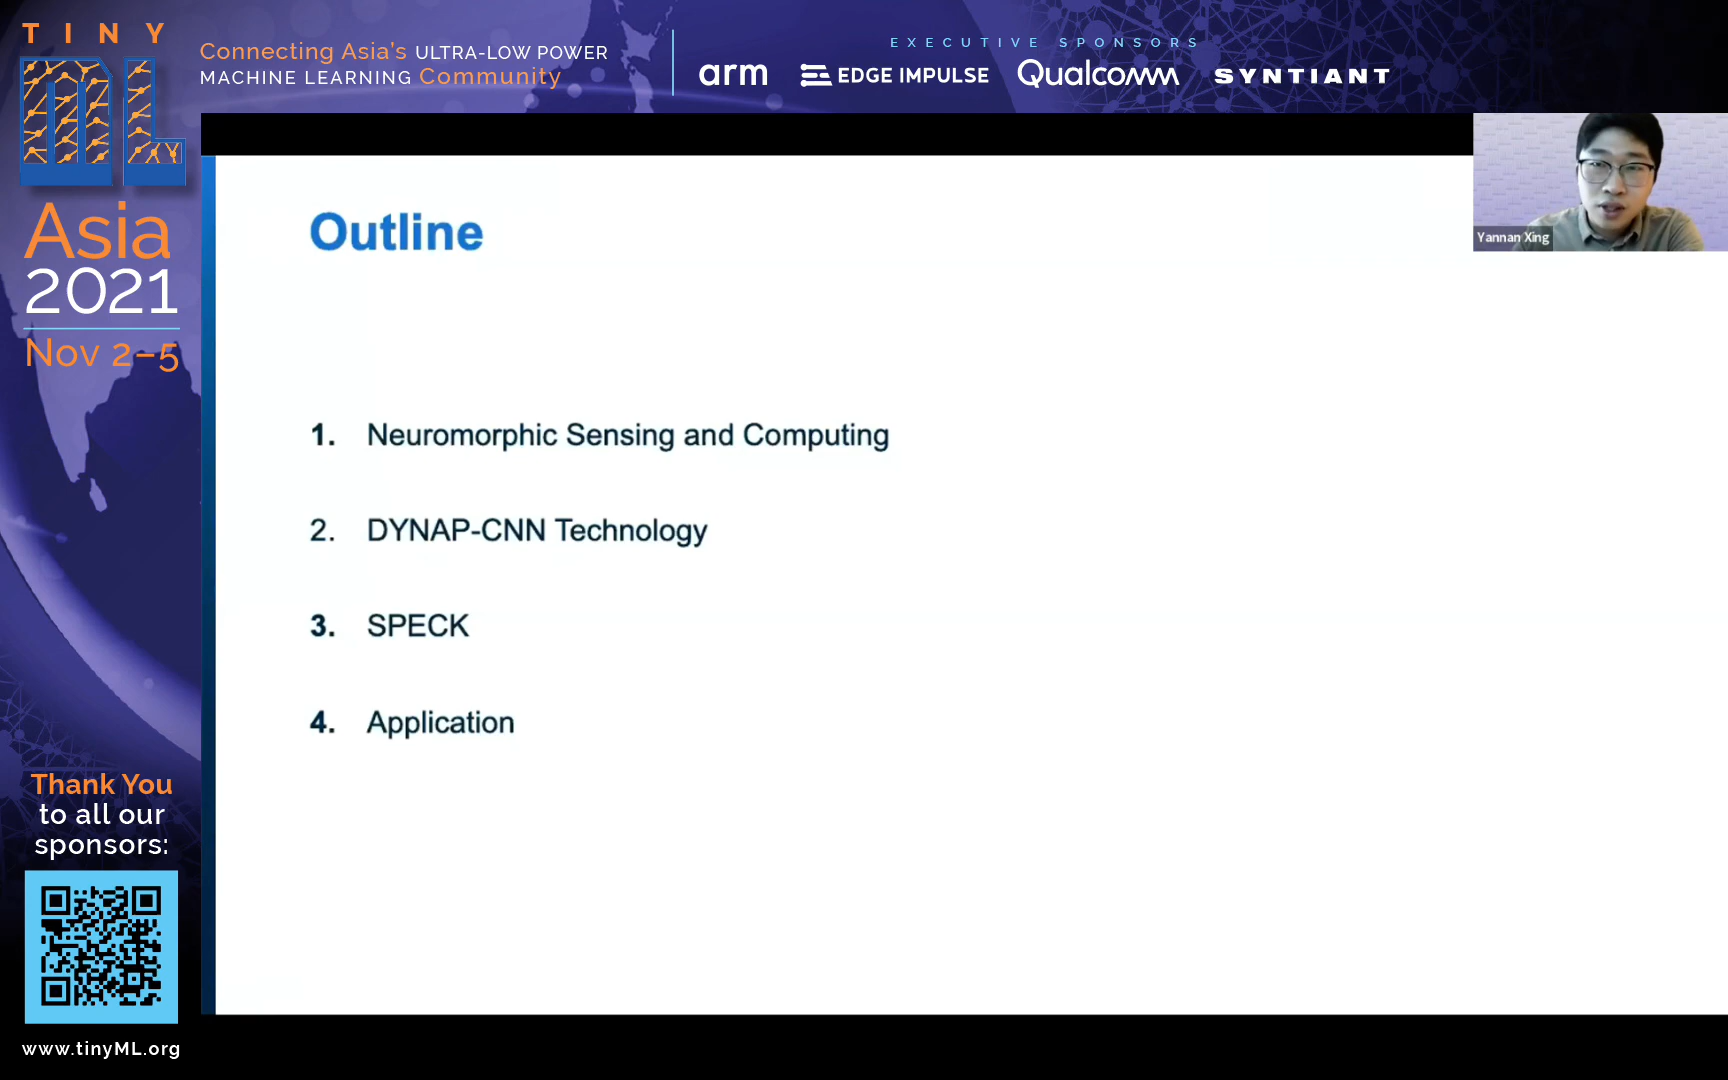 TINY
ML
Asia
2021
Nov 2–5
Connecting Asia's ULTRA-LOW POWER
MACHINE LEARNING Community
EXECUTIVE SPONSORS
arm
EDGE IMPULSE
Qualcomm
SYNTIANT
Yannan Xing
Outline
1. Neuromorphic Sensing and Computing
2. DYNAP-CNN Technology
3. SPECK
4. Application
Thank You
to all our
sponsors:
www.tinyML.org